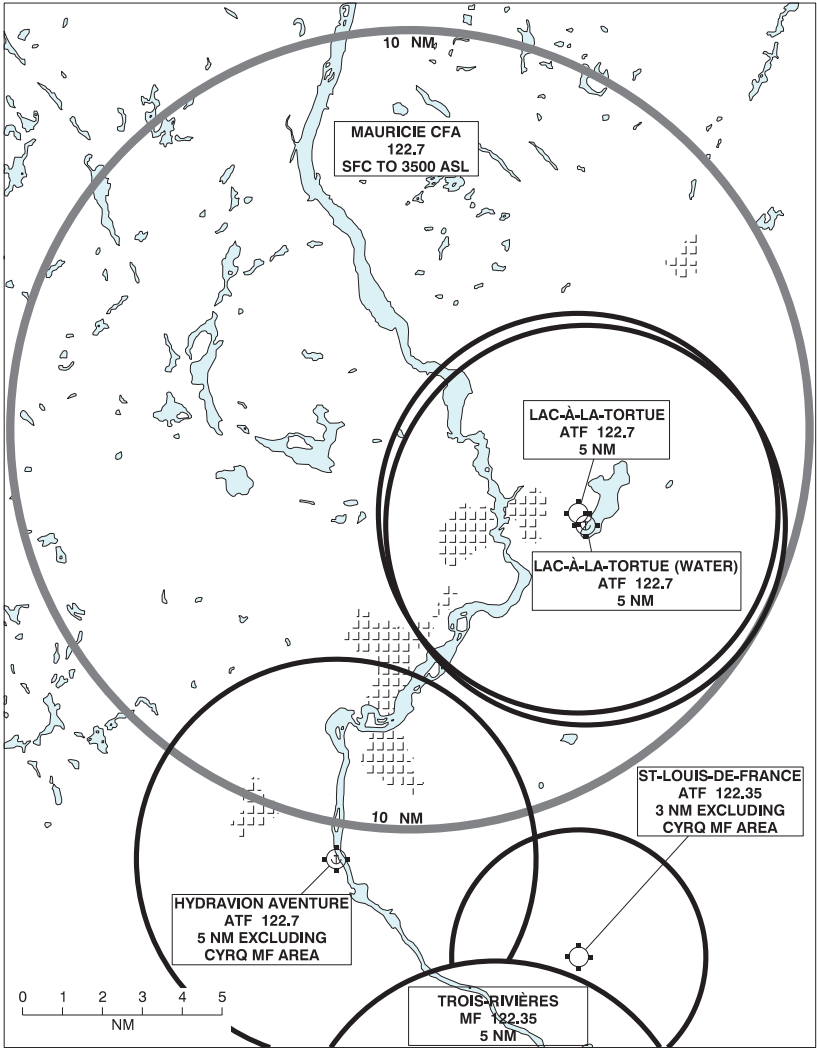 10 NM
MAURICIE CFA
122.7
SFC TO 3500 ASL
LAC-À-LA-TORTUE
ATF 122.7
5 NM
LAC-À-LA-TORTUE (WATER)
ATF 122.7
5 NM
ST-LOUIS-DE-FRANCE
ATF 122.35
3 NM EXCLUDING
CYRQ MF AREA
10 NM
HYDRAVION AVENTURE
ATF 122.7
5 NM EXCLUDING
CYRQ MF AREA
TROIS-RIVIÈRES
MF 122.35
5 NM
0 1 2 3 4 5
NM